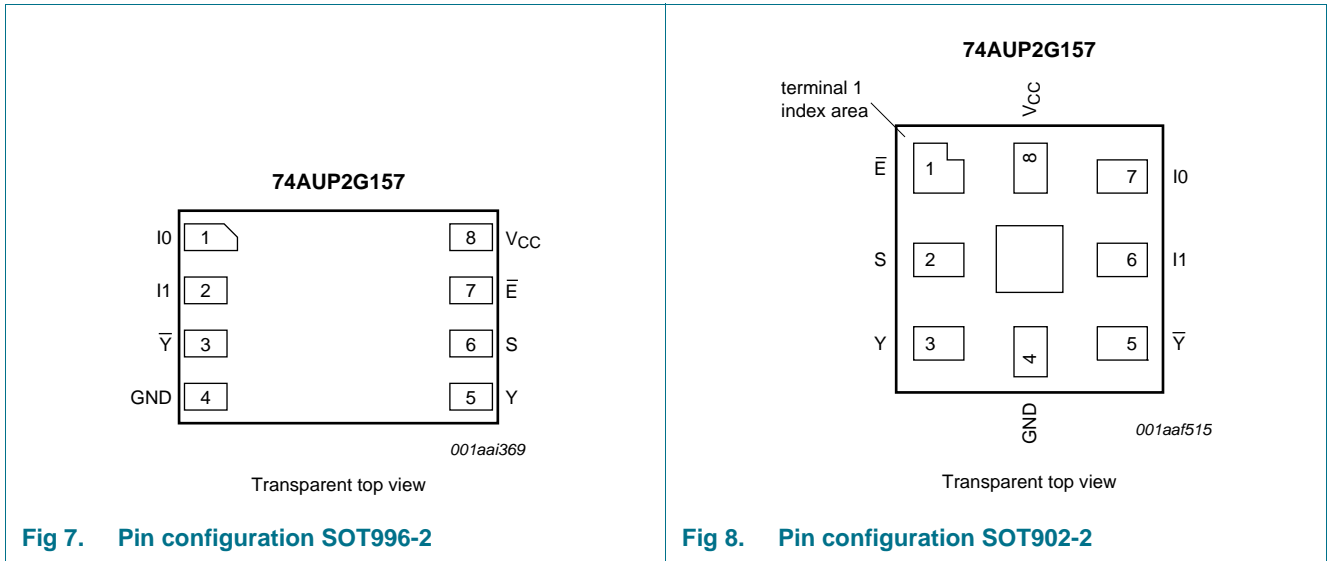 74AUP2G157
I0 1 8 VCC
I1 2 7 E̅
Y̅ 3 6 S
GND 4 5 Y
001aai369
Transparent top view
Fig 7. Pin configuration SOT996-2
74AUP2G157
terminal 1
index area
VCC
E̅ 1 8 7 I0
S 2 6 I1
Y 3 4 5 Y̅
GND
001aaf515
Transparent top view
Fig 8. Pin configuration SOT902-2